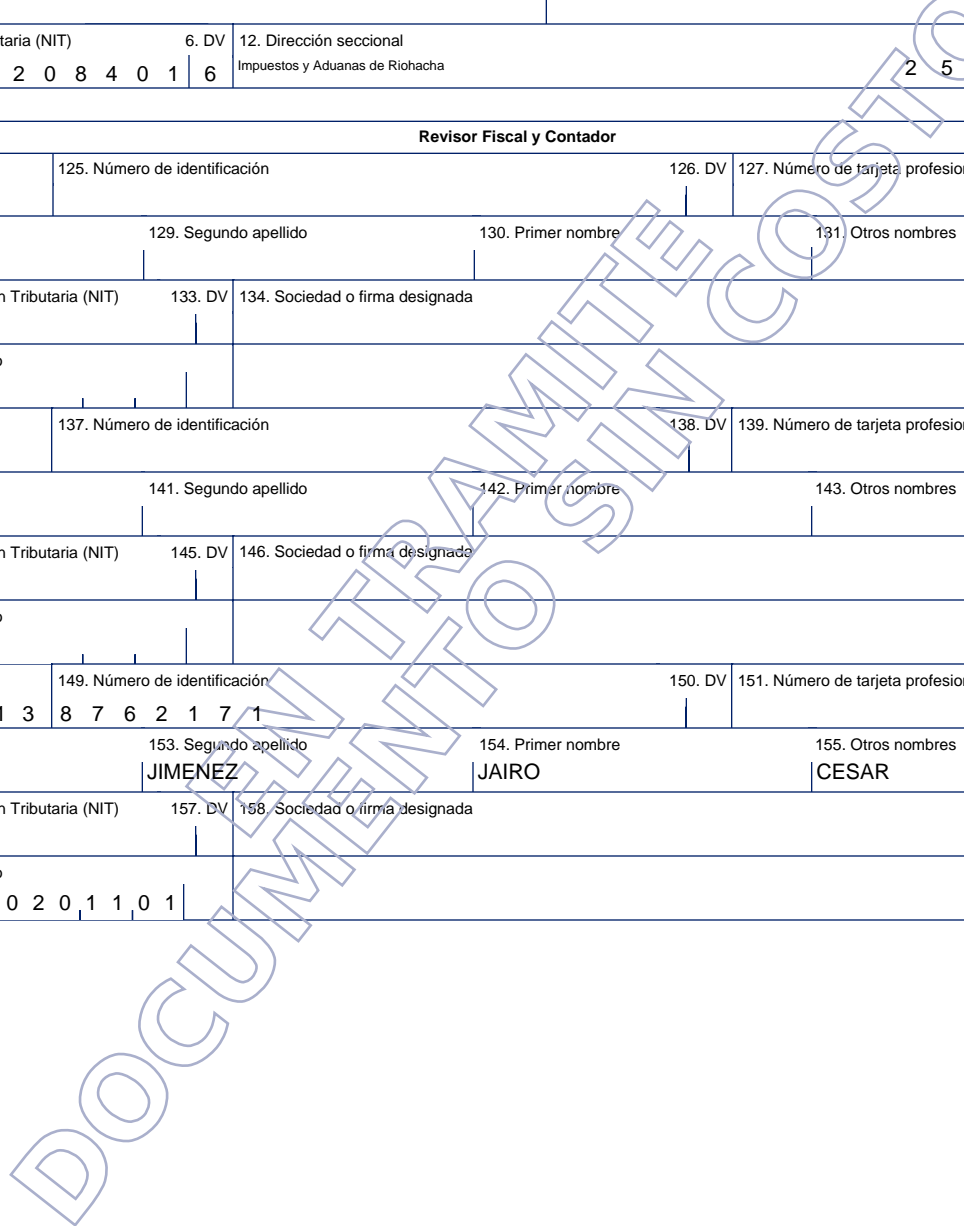 taria (NIT) 6. DV 12. Dirección seccional
2 0 8 4 0 1 6 Impuestos y Aduanas de Riohacha 2 5
Revisor Fiscal y Contador
125. Número de identificación 126. DV 127. Número de tarjeta profesion
129. Segundo apellido 130. Primer nombre 131. Otros nombres
n Tributaria (NIT) 133. DV 134. Sociedad o firma designada
o
137. Número de identificación 138. DV 139. Número de tarjeta profesion
141. Segundo apellido 142. Primer nombre 143. Otros nombres
n Tributaria (NIT) 145. DV 146. Sociedad o firma designada
o
149. Número de identificación 150. DV 151. Número de tarjeta profesion
1 3 8 7 6 2 1 7 1
153. Segundo apellido 154. Primer nombre 155. Otros nombres
JIMENEZ JAIRO CESAR
n Tributaria (NIT) 157. DV 158. Sociedad o firma designada
o
0 2 0 1 1 0 1
EN TRAMITE
DOCUMENTO SIN COSTO